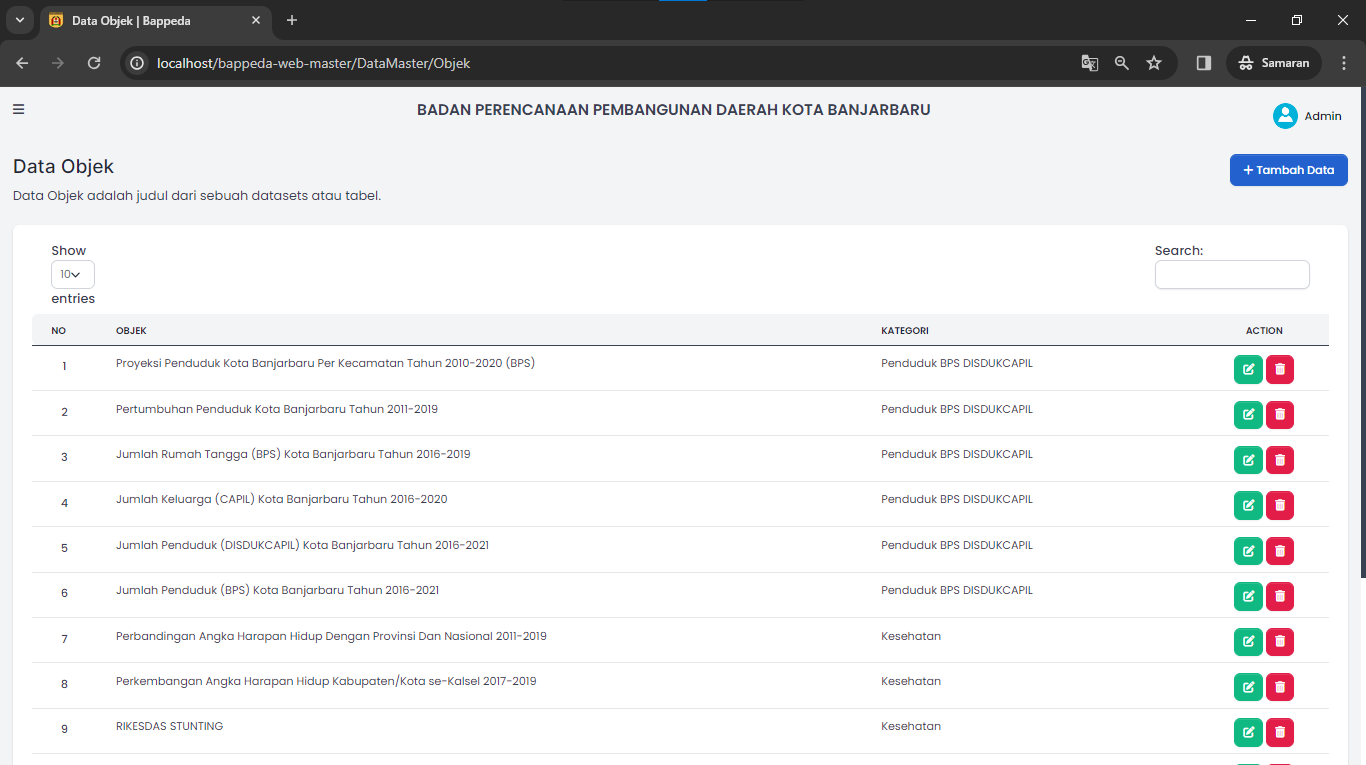 Data Objek | Bappeda
localhost/bappeda-web-master/DataMaster/Objek
Samaran
BADAN PERENCANAAN PEMBANGUNAN DAERAH KOTA BANJARBARU
Admin
Data Objek
+ Tambah Data
Data Objek adalah judul dari sebuah datasets atau tabel.
Show
10
entries
Search:
NO OBJEK KATEGORI ACTION
1 Proyeksi Penduduk Kota Banjarbaru Per Kecamatan Tahun 2010-2020 (BPS) Penduduk BPS DISDUKCAPIL
2 Pertumbuhan Penduduk Kota Banjarbaru Tahun 2011-2019 Penduduk BPS DISDUKCAPIL
3 Jumlah Rumah Tangga (BPS) Kota Banjarbaru Tahun 2016-2019 Penduduk BPS DISDUKCAPIL
4 Jumlah Keluarga (CAPIL) Kota Banjarbaru Tahun 2016-2020 Penduduk BPS DISDUKCAPIL
5 Jumlah Penduduk (DISDUKCAPIL) Kota Banjarbaru Tahun 2016-2021 Penduduk BPS DISDUKCAPIL
6 Jumlah Penduduk (BPS) Kota Banjarbaru Tahun 2016-2021 Penduduk BPS DISDUKCAPIL
7 Perbandingan Angka Harapan Hidup Dengan Provinsi Dan Nasional 2011-2019 Kesehatan
8 Perkembangan Angka Harapan Hidup Kabupaten/Kota se-Kalsel 2017-2019 Kesehatan
9 RIKESDAS STUNTING Kesehatan